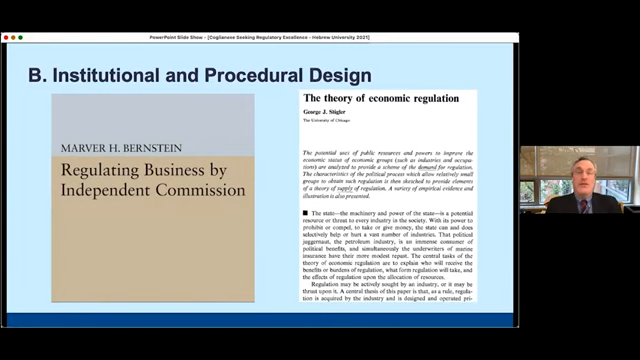 PowerPoint Slide Show - [Coglianese Seeking Regulatory Excellence - Hebrew University 2021]
B. Institutional and Procedural Design
MARVER H. BERNSTEIN
Regulating Business by
Independent Commission
The theory of economic regulation
George J. Stigler
The University of Chicago
The potential uses of public resources and powers to improve the
economic status of economic groups (such as industries and occupa-
tions) are analyzed to provide a scheme of the demand for regulation.
The characteristics of the political process which allow relatively small
groups to obtain such regulation is then sketched to provide elements
of a theory of supply of regulation. A variety of empirical evidence and
illustration is also presented.
■ The state—the machinery and power of the state—is a potential
resource or threat to every industry in the society. With its power to
prohibit or compel, to take or give money, the state can and does
selectively help or hurt a vast number of industries. That political
juggernaut, the petroleum industry, is an immense consumer of
political benefits, and simultaneously the underwriters of marine
insurance have their more modest repast. The central tasks of the
theory of economic regulation are to explain who will receive the
benefits or burdens of regulation, what form regulation will take, and
the effects of regulation upon the allocation of resources.
Regulation may be actively sought by an industry, or it may be
thrust upon it. A central thesis of this paper is that, as a rule, regula-
tion is acquired by the industry and is designed and operated pri-